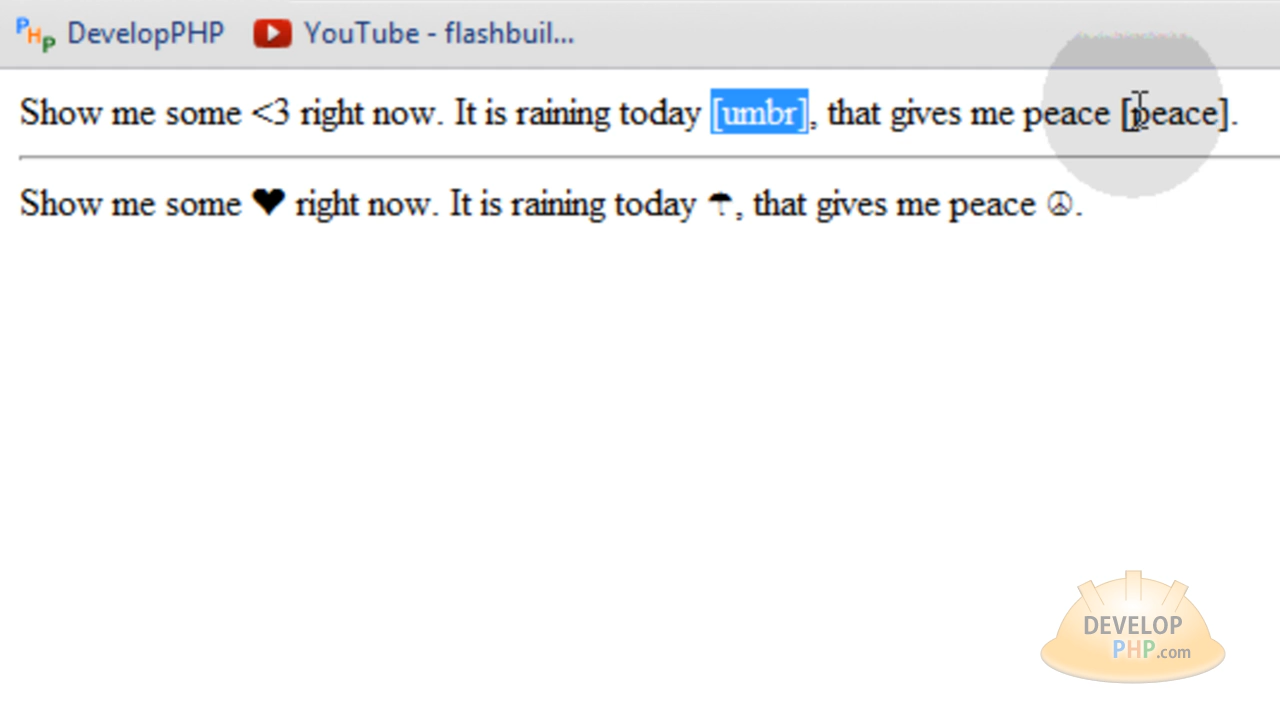 PHP DevelopPHP YouTube - flashbuil...
Show me some <3 right now. It is raining today [umbr], that gives me peace [peace].
Show me some ♥ right now. It is raining today ☂, that gives me peace ☮.
DEVELOP
PHP.com